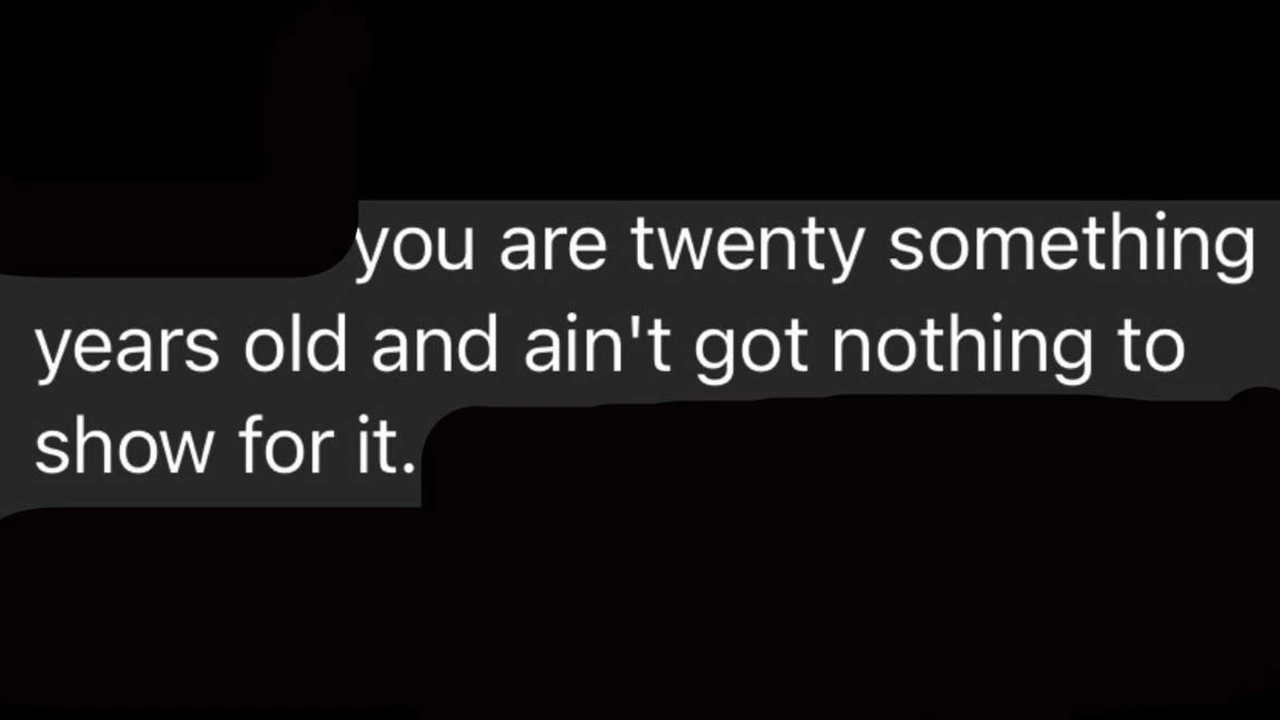 you are twenty something
years old and ain't got nothing to
show for it.